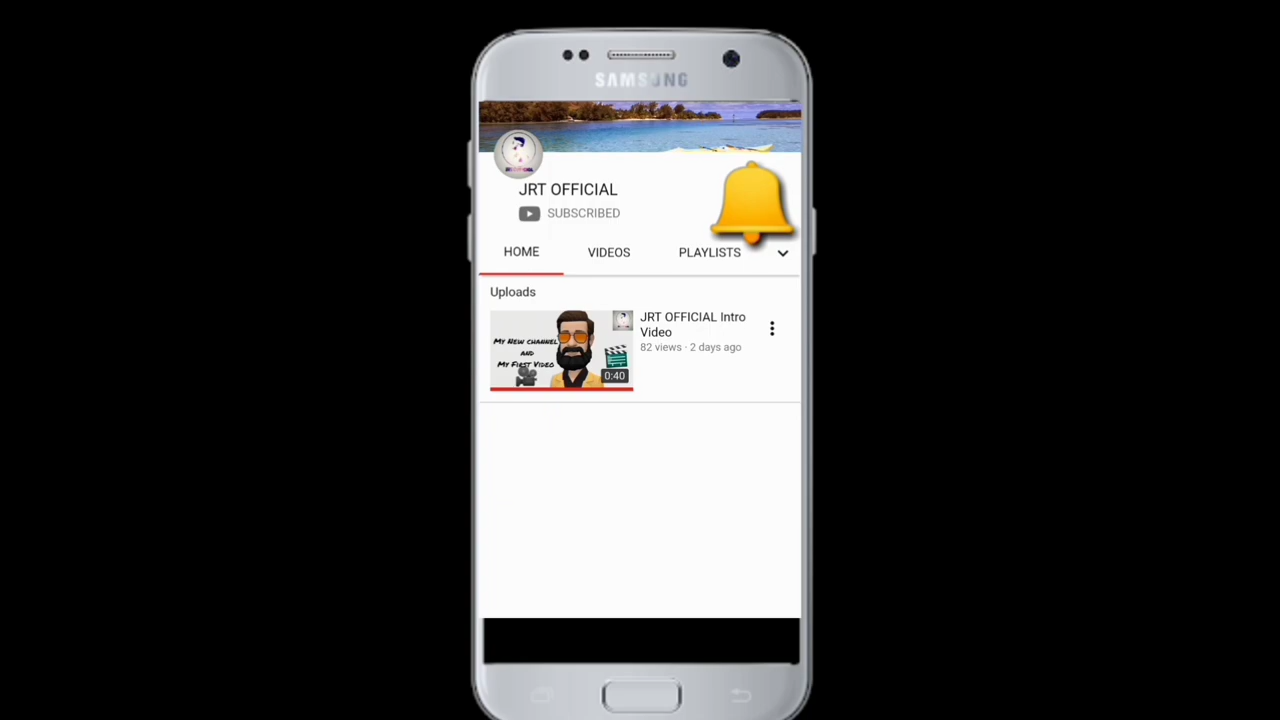 SAMSUNG
JRT OFFICIAL
SUBSCRIBED
HOME VIDEOS PLAYLISTS
Uploads
JRT OFFICIAL Intro
Video
82 views · 2 days ago
MY NEW CHANNEL
AND
MY FIRST VIDEO
0:40